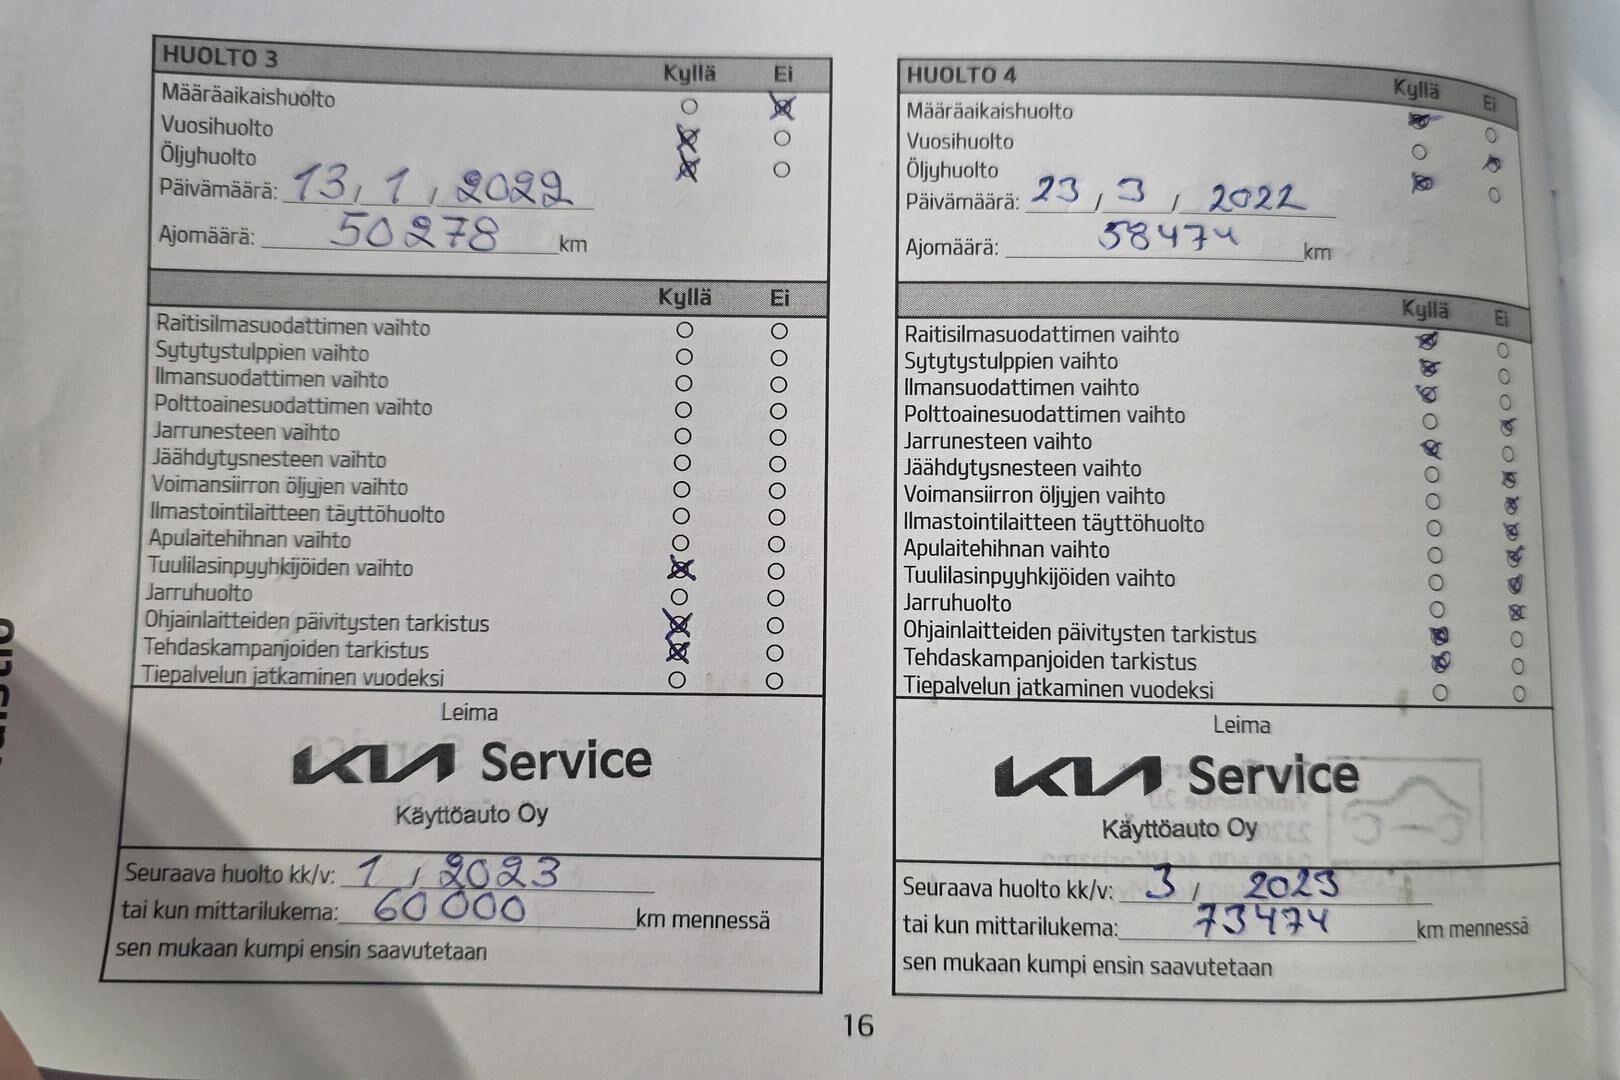 HUOLTO 3
Kyllä Ei
Määräaikaishuolto
Vuosihuolto
Öljyhuolto
Päivämäärä: 13, 1, 2022
Ajomäärä: 50278 km
Kyllä Ei
Raitisilmasuodattimen vaihto
Sytytystulppien vaihto
Ilmansuodattimen vaihto
Polttoainesuodattimen vaihto
Jarrunesteen vaihto
Jäähdytysnesteen vaihto
Voimansiirron öljyjen vaihto
Ilmastointilaitteen täyttöhuolto
Apulaitehihnan vaihto
Tuulilasinpyyhkijöiden vaihto
Jarruhuolto
Ohjainlaitteiden päivitysten tarkistus
Tehdaskampanjoiden tarkistus
Tiepalvelun jatkaminen vuodeksi
Leima
KIA Service
Käyttöauto Oy
Seuraava huolto kk/v: 1 / 2023
tai kun mittarilukema: 60 000 km mennessä
sen mukaan kumpi ensin saavutetaan
HUOLTO 4
Kyllä Ei
Määräaikaishuolto
Vuosihuolto
Öljyhuolto
Päivämäärä: 23 / 3 / 2022
Ajomäärä: 58474 km
Kyllä Ei
Raitisilmasuodattimen vaihto
Sytytystulppien vaihto
Ilmansuodattimen vaihto
Polttoainesuodattimen vaihto
Jarrunesteen vaihto
Jäähdytysnesteen vaihto
Voimansiirron öljyjen vaihto
Ilmastointilaitteen täyttöhuolto
Apulaitehihnan vaihto
Tuulilasinpyyhkijöiden vaihto
Jarruhuolto
Ohjainlaitteiden päivitysten tarkistus
Tehdaskampanjoiden tarkistus
Tiepalvelun jatkaminen vuodeksi
Leima
KIA Service
Käyttöauto Oy
Seuraava huolto kk/v: 3 / 2023
tai kun mittarilukema: 73474 km mennessä
sen mukaan kumpi ensin saavutetaan
16